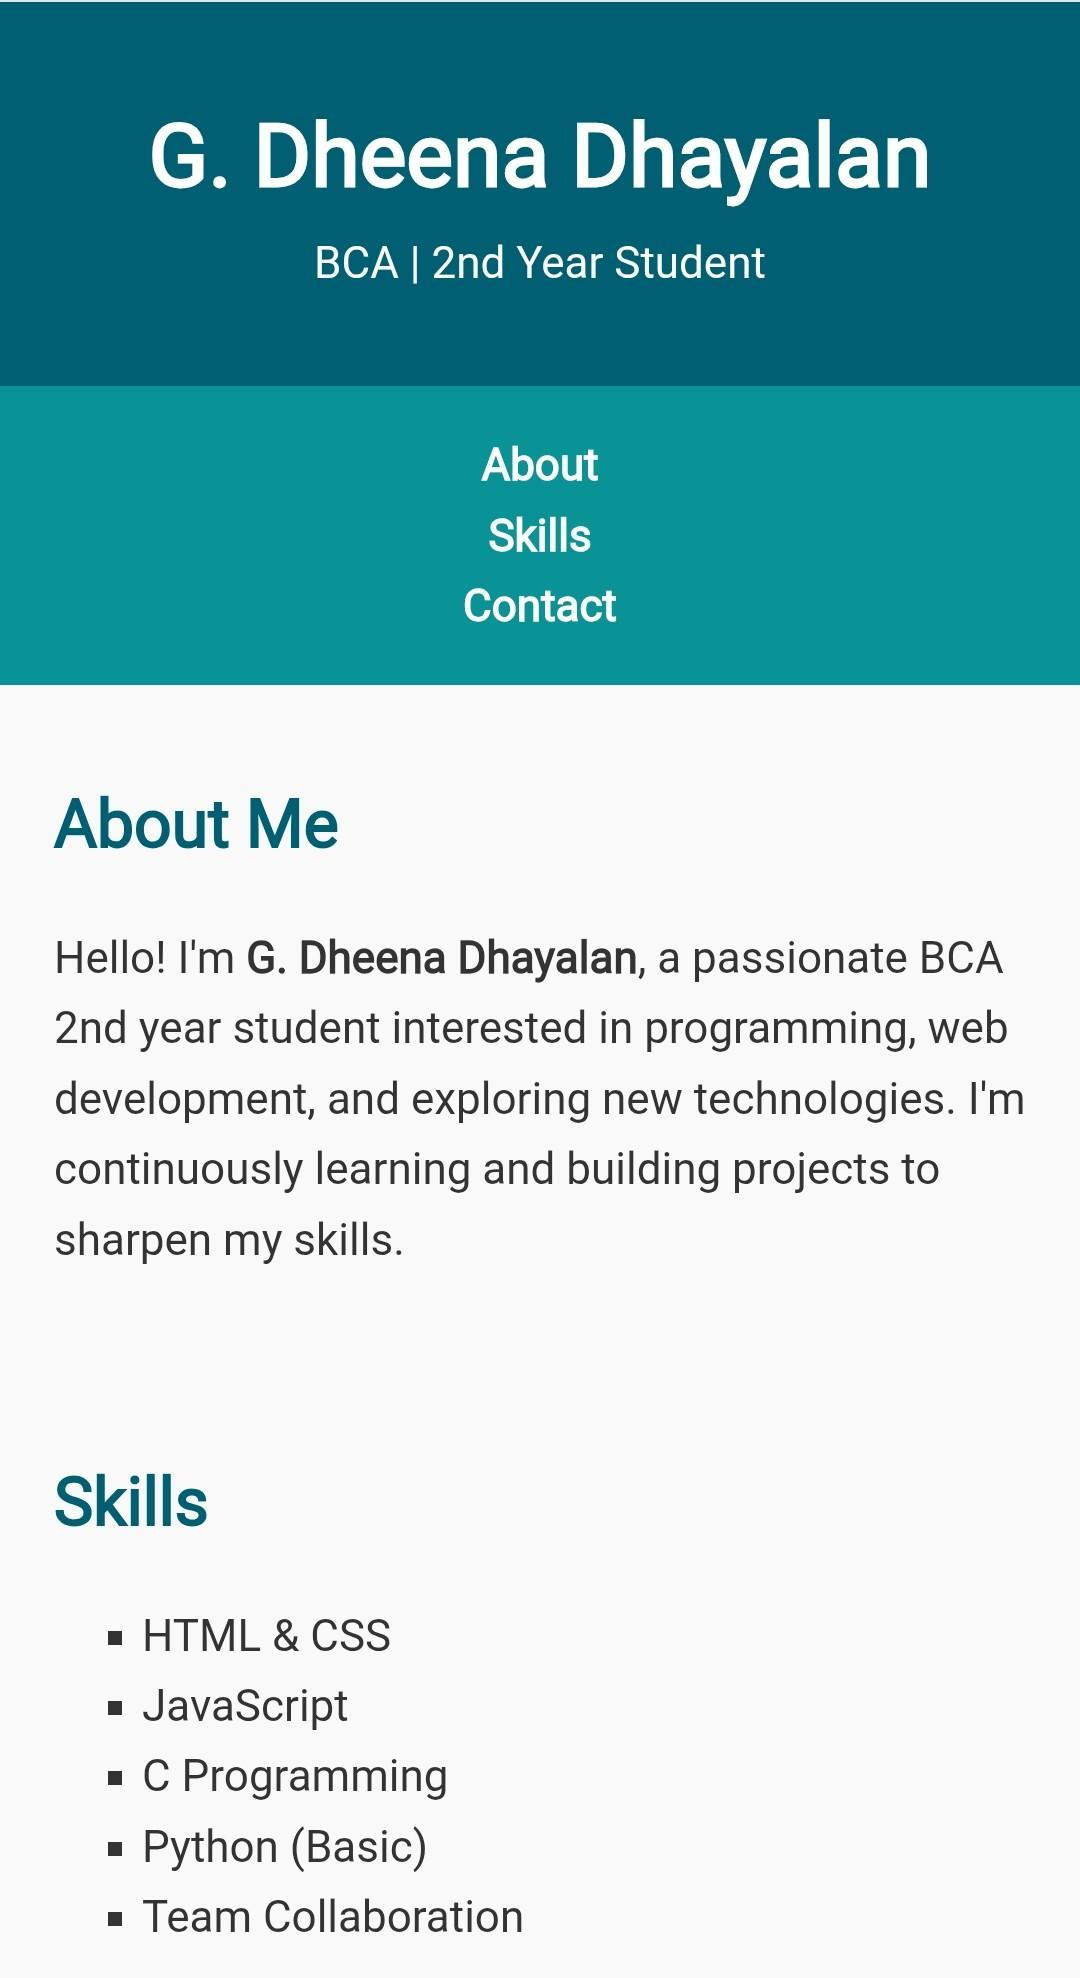 G. Dheena Dhayalan
BCA | 2nd Year Student
About
Skills
Contact
About Me
Hello! I'm G. Dheena Dhayalan, a passionate BCA
2nd year student interested in programming, web
development, and exploring new technologies. I'm
continuously learning and building projects to
sharpen my skills.
Skills
▪ HTML & CSS
▪ JavaScript
▪ C Programming
▪ Python (Basic)
▪ Team Collaboration